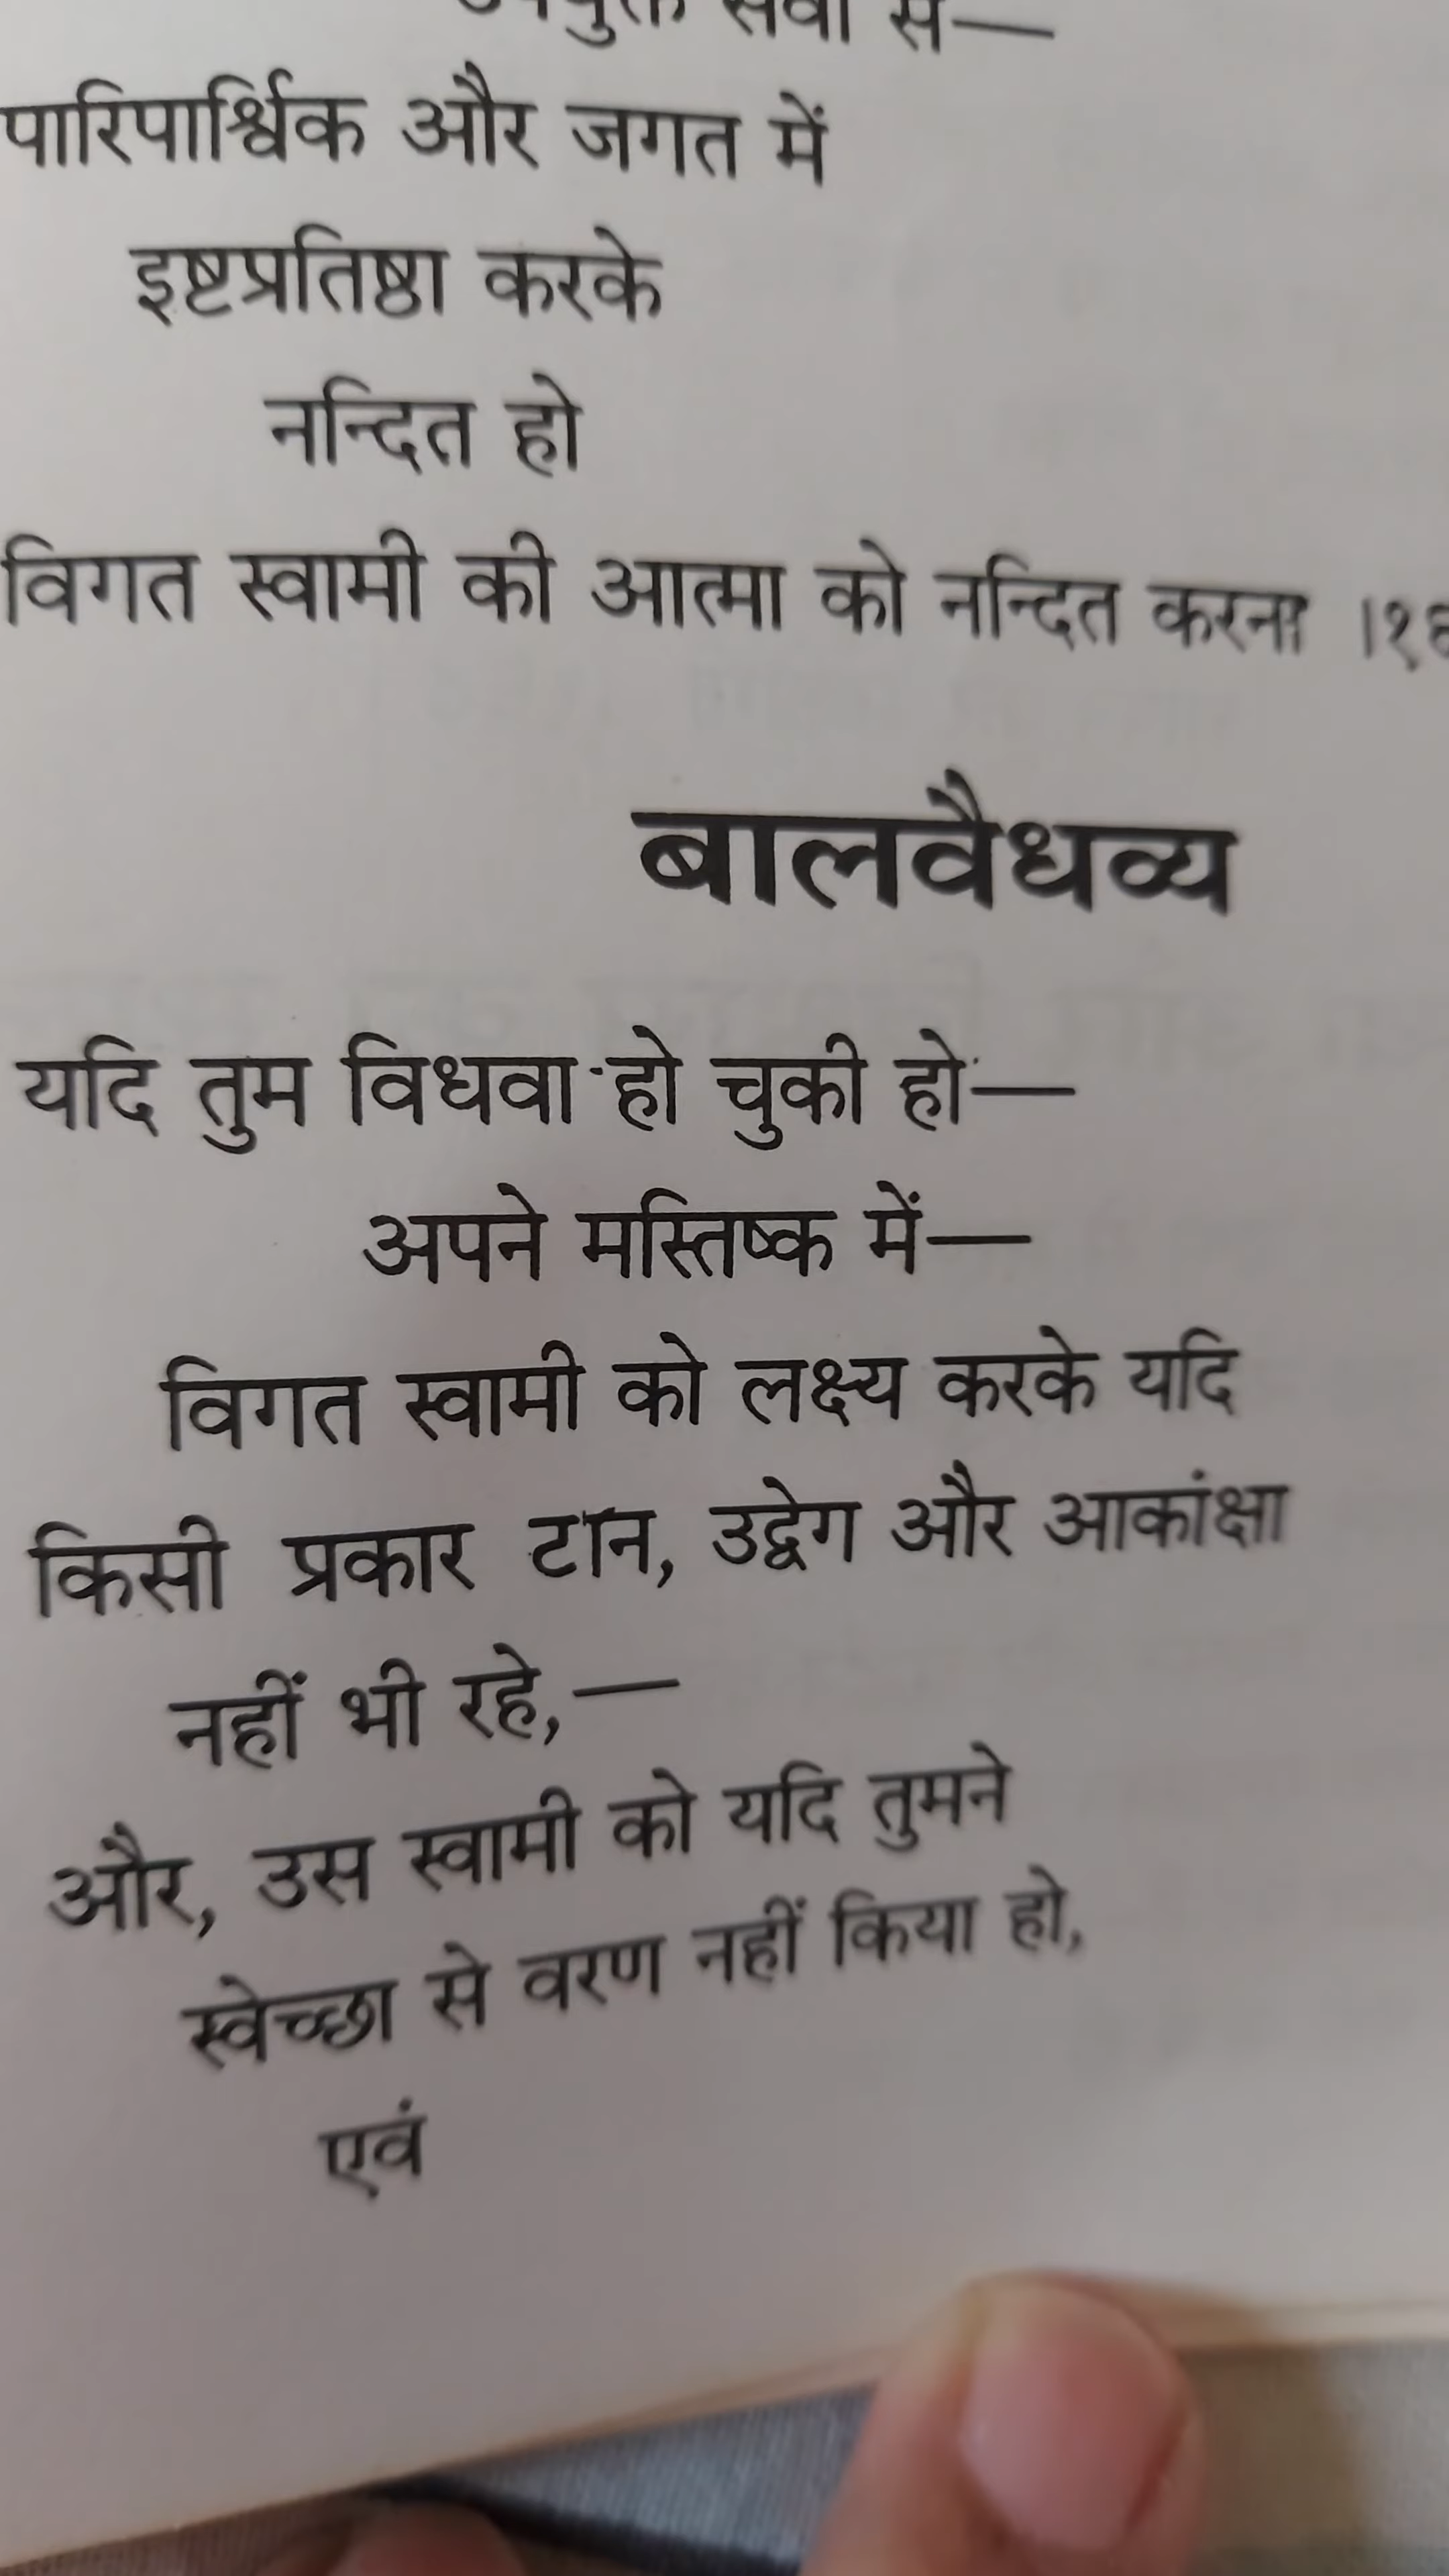 पारिपार्श्विक और जगत में
इष्टप्रतिष्ठा करके
नन्दित हो
विगत स्वामी की आत्मा को नन्दित करना ।
बालवैधव्य
यदि तुम विधवा हो चुकी हो—
अपने मस्तिष्क में—
विगत स्वामी को लक्ष्य करके यदि
किसी प्रकार टान, उद्वेग और आकांक्षा
नहीं भी रहे,—
और, उस स्वामी को यदि तुमने
स्वेच्छा से वरण नहीं किया हो,
एवं